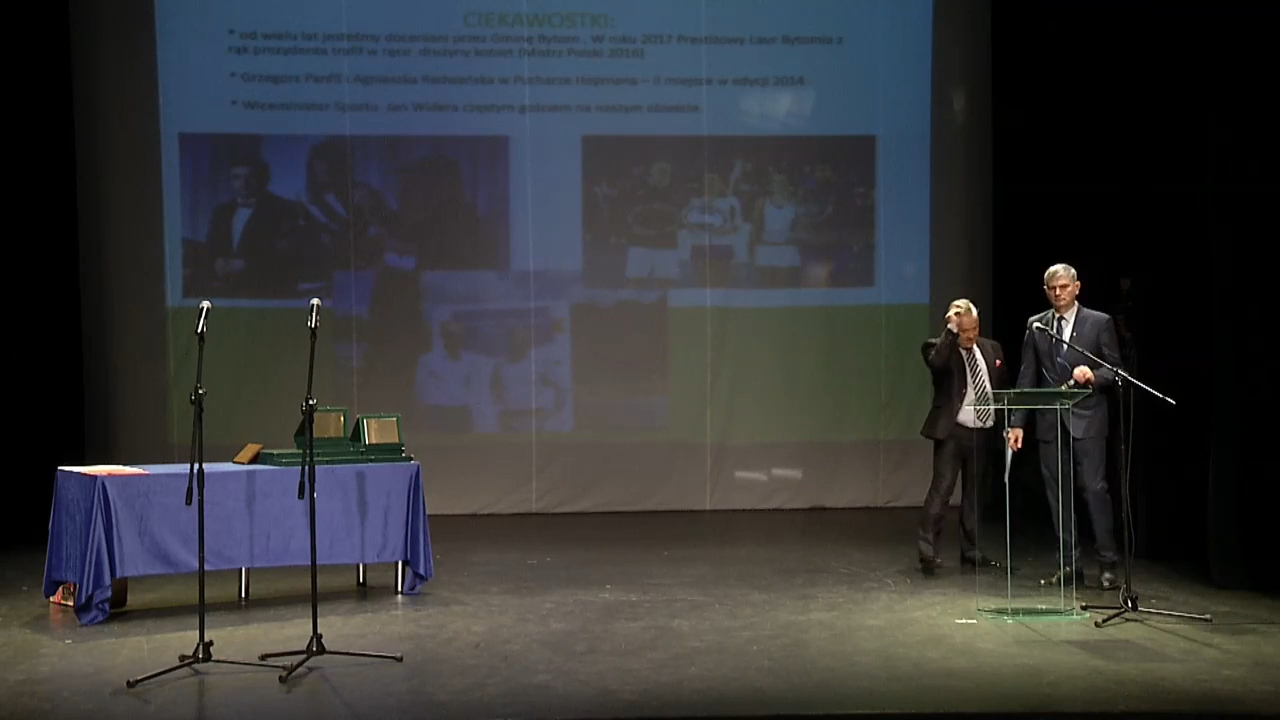 CIEKAWOSTKI:
* od wielu lat jesteśmy doceniani przez Gminę Bytom. W roku 2017 Prestiżowy Laur Bytomia z
rąk prezydenta trafił w ręce drużyny kobiet (Mistrz Polski 2016)
* Grzegorz Panfil i Agnieszka Radwańska w Pucharze Hopmana – II miejsce w edycji 2014
* Wiceminister Sportu Jan Widera częstym gościem na naszym obiekcie